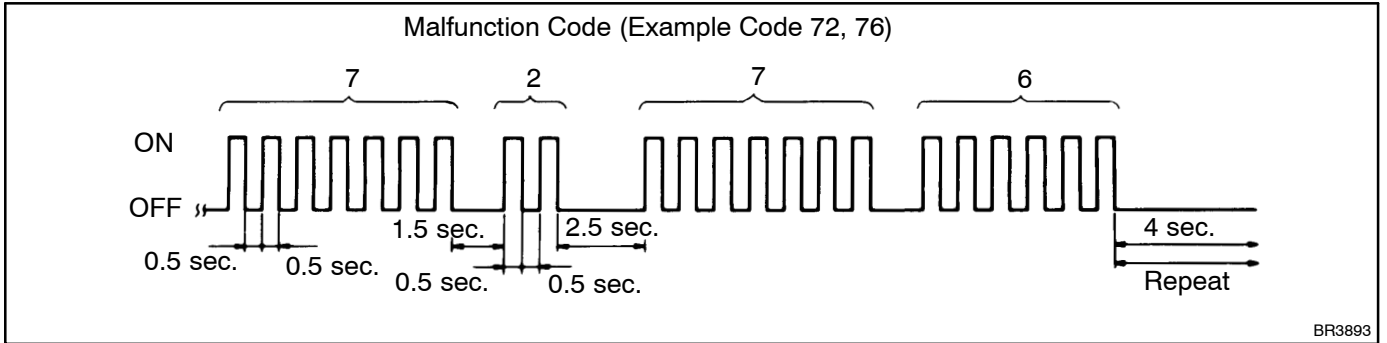 Malfunction Code (Example Code 72, 76)
7 2 7 6
ON
OFF
1.5 sec. 2.5 sec. 4 sec.
0.5 sec. 0.5 sec. 0.5 sec. 0.5 sec. Repeat
BR3893